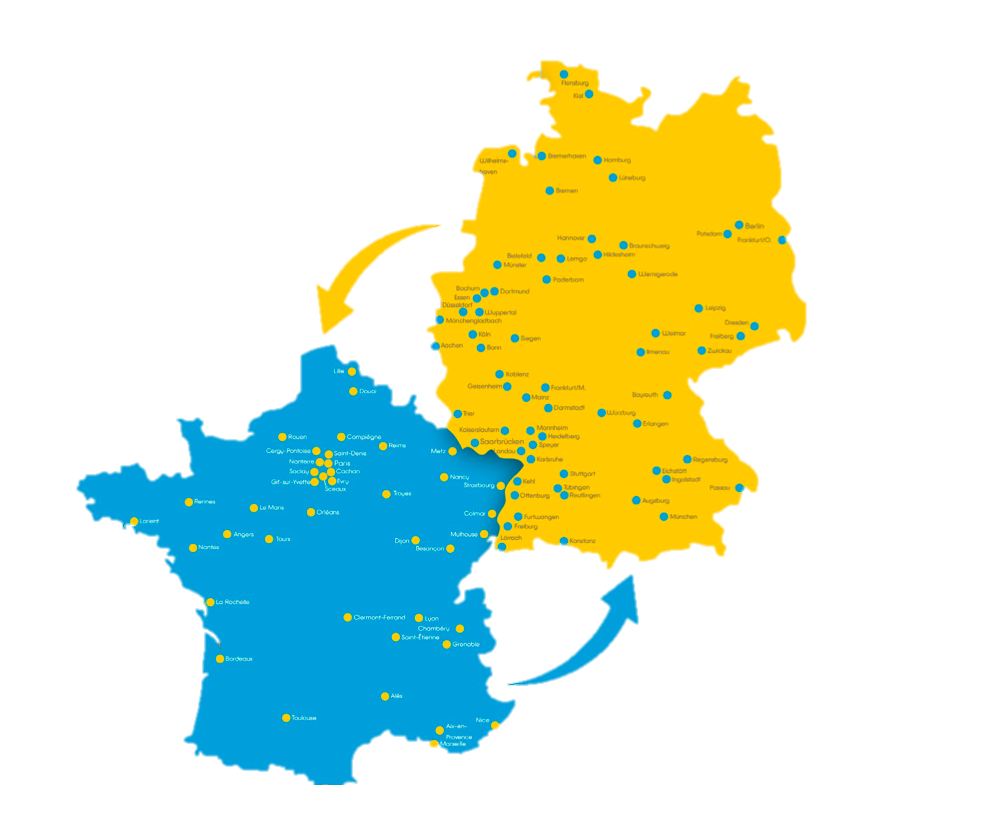 Flensburg
Kiel
Wilhelms-
haven
Bremerhaven
Hamburg
Lüneburg
Bremen
Berlin
Potsdam
Frankfurt/O.
Hannover
Braunschweig
Hildesheim
Bielefeld
Lemgo
Münster
Paderborn
Wernigerode
Bochum
Dortmund
Essen
Düsseldorf
Wuppertal
Mönchengladbach
Leipzig
Dresden
Köln
Siegen
Weimar
Freiberg
Aachen
Bonn
Ilmenau
Zwickau
Koblenz
Geisenheim
Frankfurt/M.
Mainz
Bayreuth
Darmstadt
Trier
Würzburg
Erlangen
Kaiserslautern
Mannheim
Heidelberg
Saarbrücken
Speyer
Landau
Karlsruhe
Regensburg
Eichstätt
Ingolstadt
Stuttgart
Kehl
Tübingen
Reutlingen
Passau
Offenburg
Augsburg
München
Furtwangen
Freiburg
Lörrach
Konstanz
Lille
Douai
Rouen
Compiègne
Reims
Cergy-Pontoise
Saint-Denis
Metz
Nanterre
Paris
Saclay
Cachan
Gif-sur-Yvette
Evry
Sceaux
Nancy
Strasbourg
Troyes
Rennes
Le Mans
Orléans
Colmar
Lorient
Angers
Tours
Mulhouse
Dijon
Besançon
Nantes
La Rochelle
Clermont-Ferrand
Lyon
Chambéry
Saint-Étienne
Grenoble
Bordeaux
Alès
Toulouse
Nice
Aix-en-
Provence
Marseille